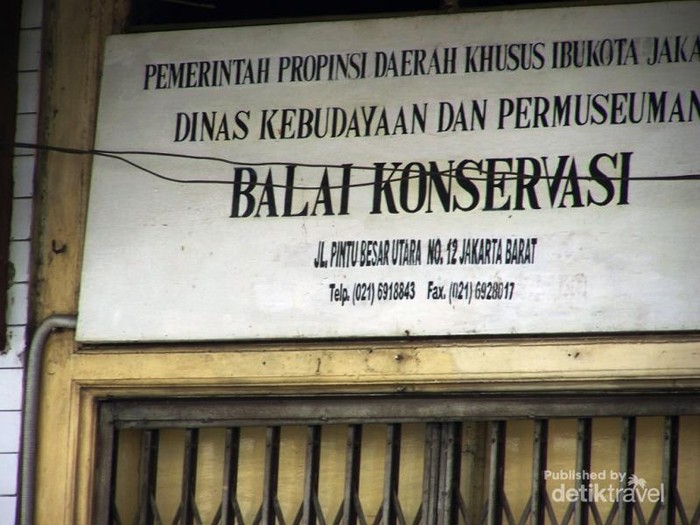 PEMERINTAH PROPINSI DAERAH KHUSUS IBUKOTA JAKA
DINAS KEBUDAYAAN DAN PERMUSEUMAN
BALAI KONSERVASI
JL. PINTU BESAR UTARA NO. 12 JAKARTA BARAT
Telp. (021) 6918843 Fax. (021) 6928017
Published by
detiktravel